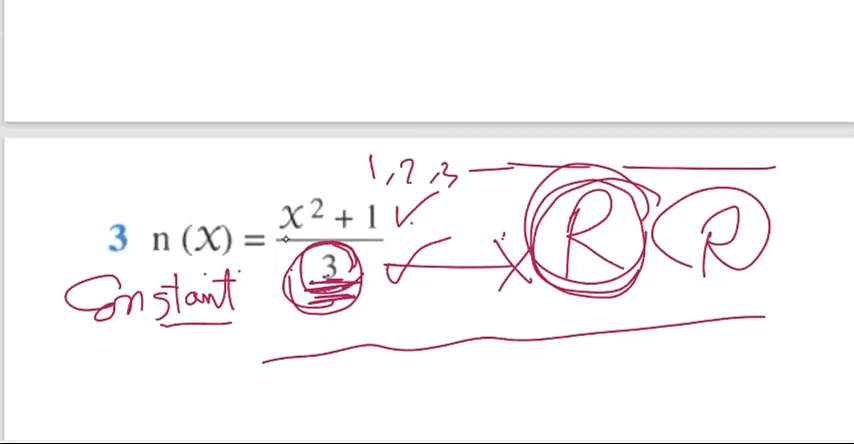 1, 2, 3
3 n (X) = X² + 1 / 3
R R
Constant